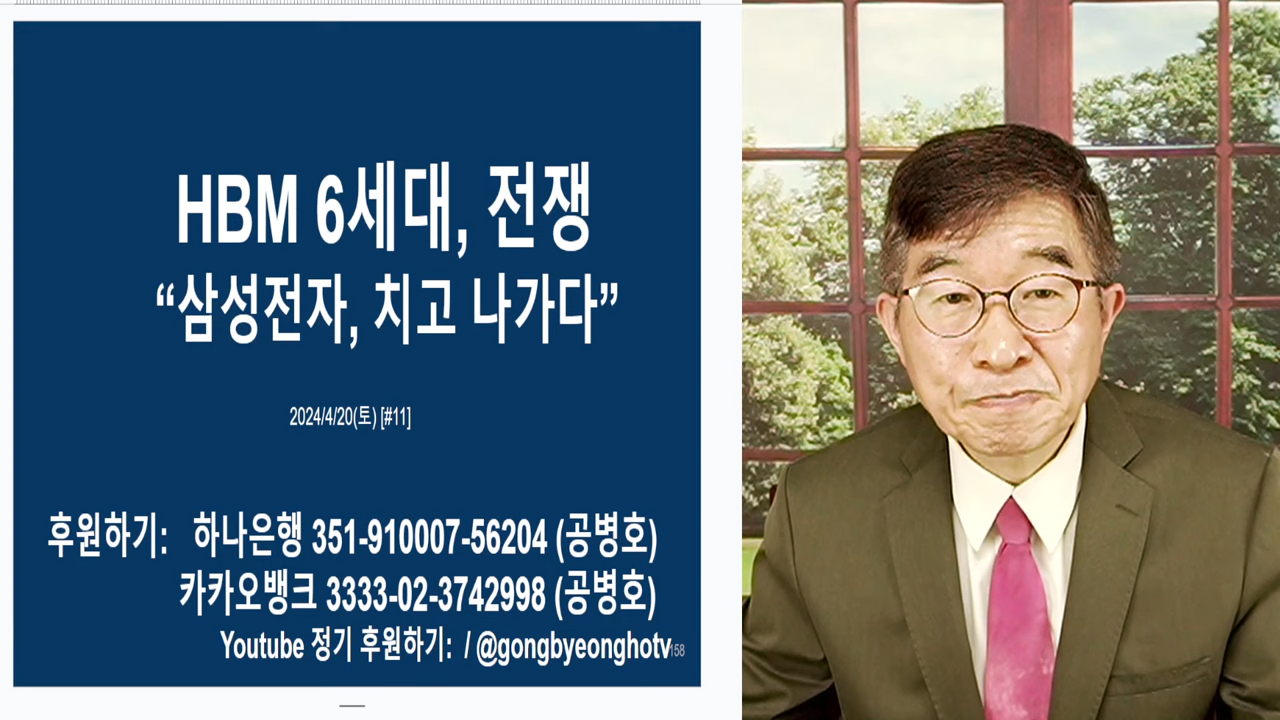 HBM 6세대, 전쟁
“삼성전자, 치고 나가다”
2024/4/20(토) [#11]
후원하기: 하나은행 351-910007-56204 (공병호)
카카오뱅크 3333-02-3742998 (공병호)
Youtube 정기 후원하기: / @gongbyeonghotv
158